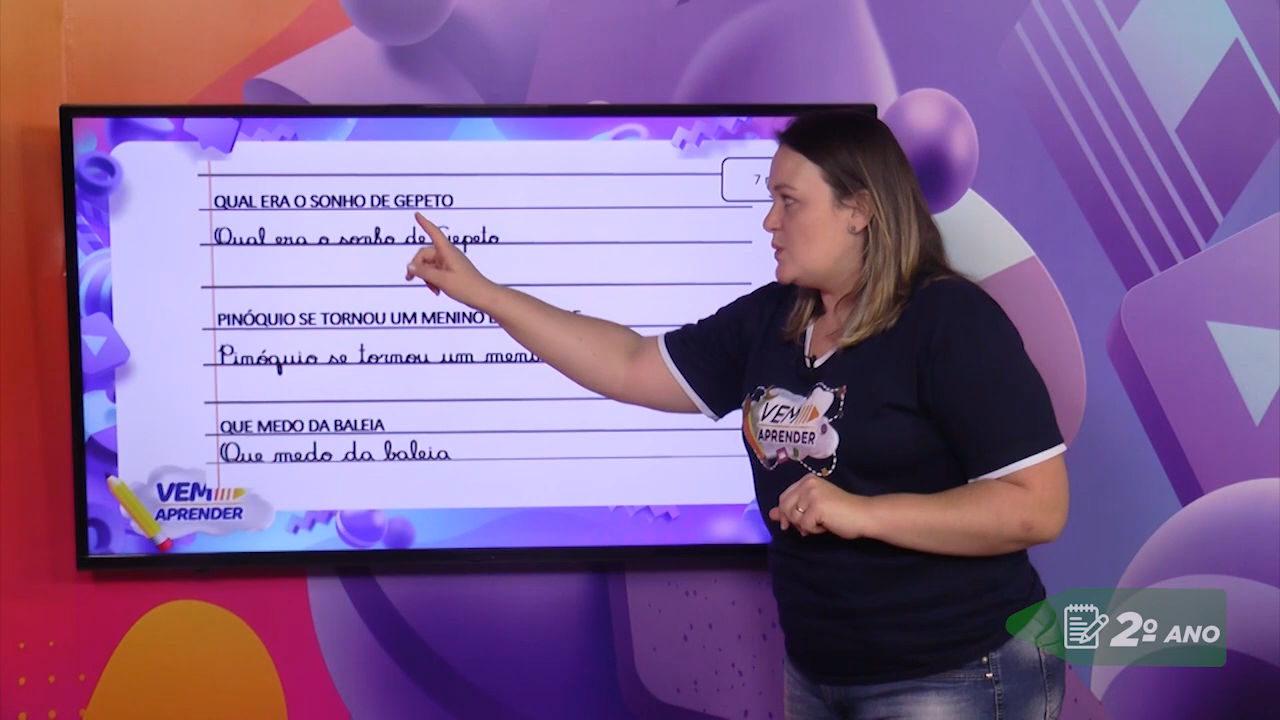 QUAL ERA O SONHO DE GEPETO
7
Qual era o sonho de Gepeto
PINÓQUIO SE TORNOU UM MENINO
Pinóquio se tornou um
QUE MEDO DA BALEIA
Que medo da baleia
VEM
APRENDER
VEM
APRENDER
2º ANO